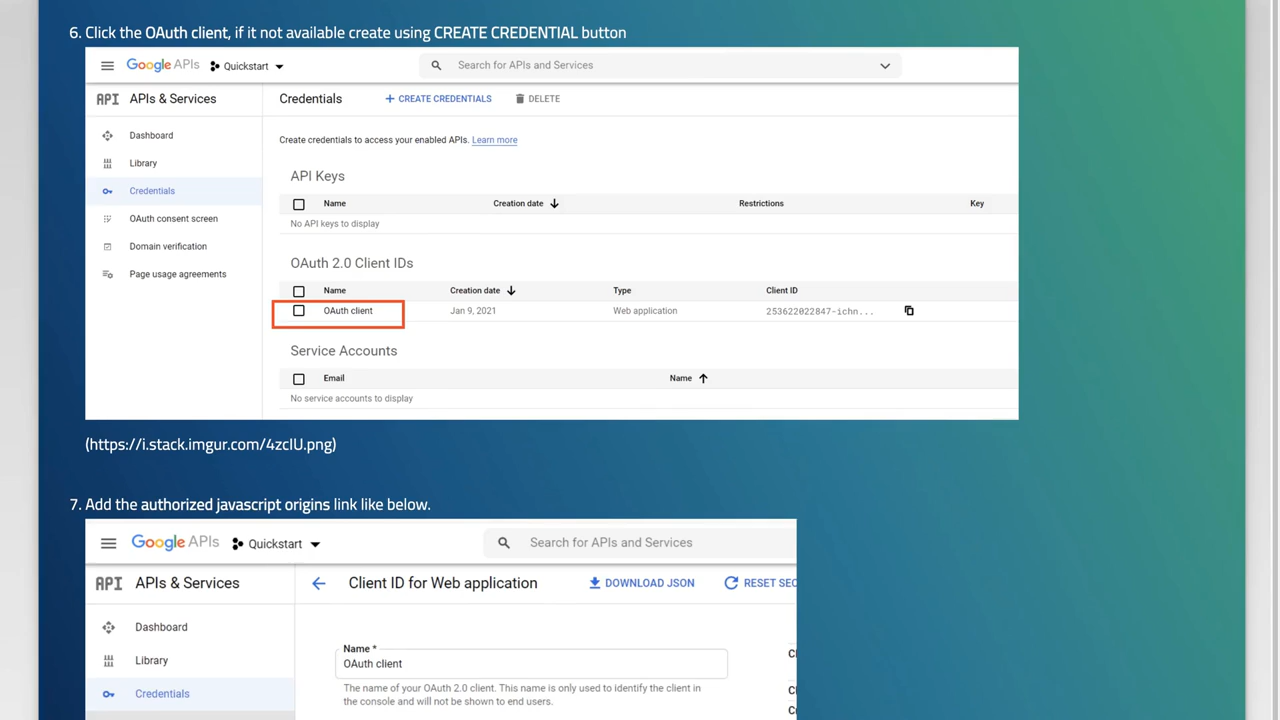 6. Click the OAuth client, if it not available create using CREATE CREDENTIAL button
Google APIs Quickstart Search for APIs and Services
API APIs & Services Credentials + CREATE CREDENTIALS DELETE
Dashboard Create credentials to access your enabled APIs. Learn more
Library
API Keys
Credentials Name Creation date Restrictions Key
OAuth consent screen No API keys to display
Domain verification
OAuth 2.0 Client IDs
Page usage agreements
Name Creation date Type Client ID
OAuth client Jan 9, 2021 Web application 253622022847-ichn...
Service Accounts
Email Name
No service accounts to display
(https://i.stack.imgur.com/4zcIU.png)
7. Add the authorized javascript origins link like below.
Google APIs Quickstart Search for APIs and Services
API APIs & Services Client ID for Web application DOWNLOAD JSON RESET SEC
Dashboard
Name *
Library OAuth client
Credentials The name of your OAuth 2.0 client. This name is only used to identify the client in
the console and will not be shown to end users.